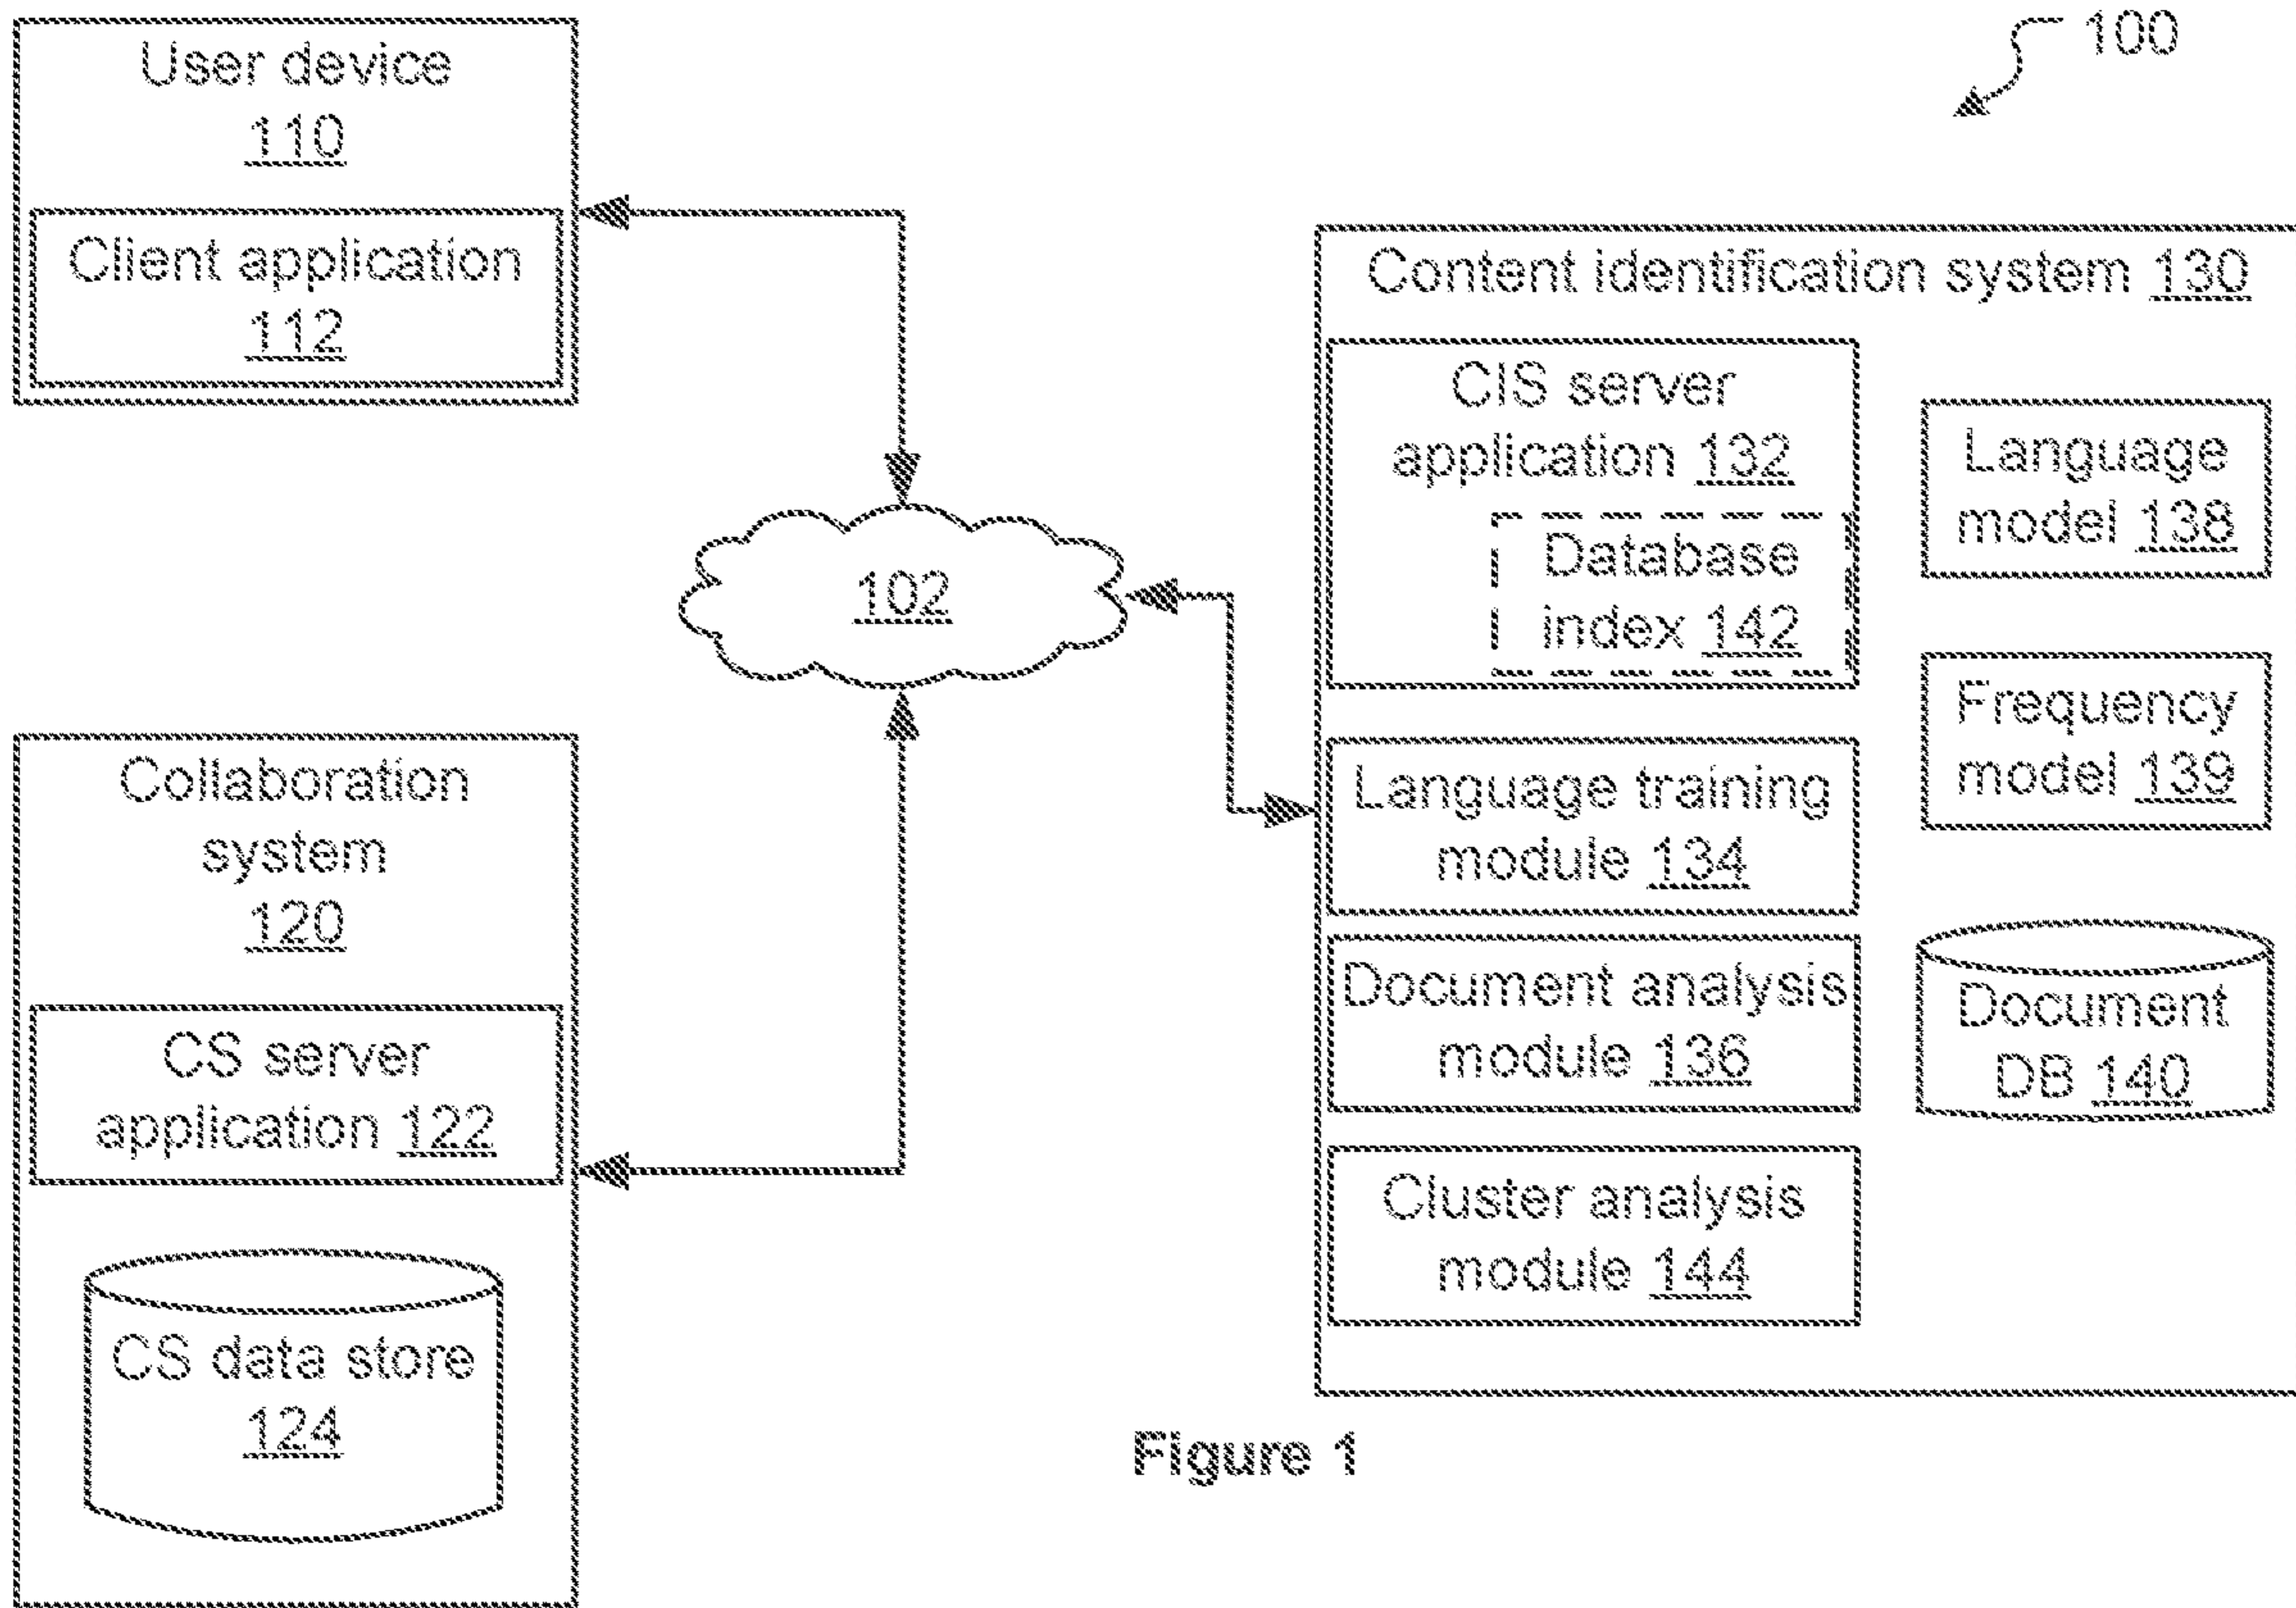 100
User device
110
Client application
112
102
Collaboration
system
120
CS server
application 122
CS data store
124
Content identification system 130
CIS server
application 132
Database
index 142
Language training
module 134
Document analysis
module 136
Cluster analysis
module 144
Language
model 138
Frequency
model 139
Document
DB 140
Figure 1